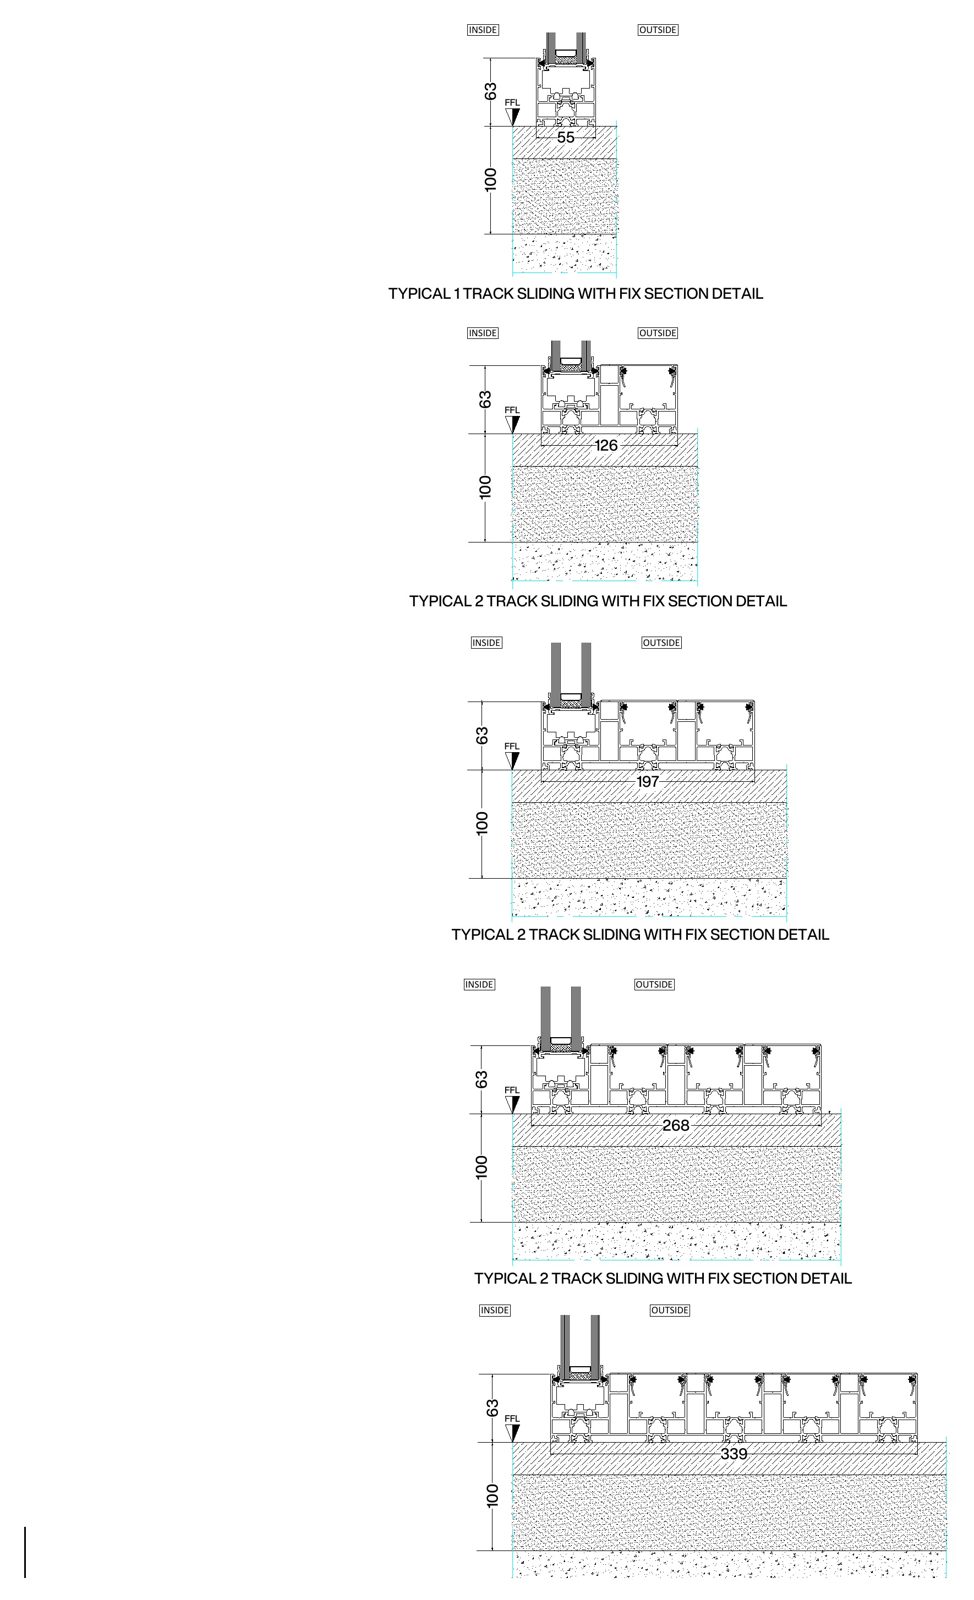 INSIDE OUTSIDE
63
FFL
55
100
TYPICAL 1 TRACK SLIDING WITH FIX SECTION DETAIL
INSIDE OUTSIDE
63
FFL
126
100
TYPICAL 2 TRACK SLIDING WITH FIX SECTION DETAIL
INSIDE OUTSIDE
63
FFL
197
100
TYPICAL 2 TRACK SLIDING WITH FIX SECTION DETAIL
INSIDE OUTSIDE
63
FFL
268
100
TYPICAL 2 TRACK SLIDING WITH FIX SECTION DETAIL
INSIDE OUTSIDE
63
FFL
339
100